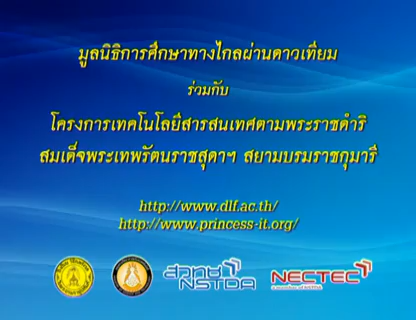 มูลนิธิการศึกษาทางไกลผ่านดาวเทียม
ร่วมกับ
โครงการเทคโนโลยีสารสนเทศตามพระราชดำริ
สมเด็จพระเทพรัตนราชสุดาฯ สยามบรมราชกุมารี
http://www.dlf.ac.th/
http://www.princess-it.org/
สวทช
NSTDA
NECTEC
a member of NSTDA